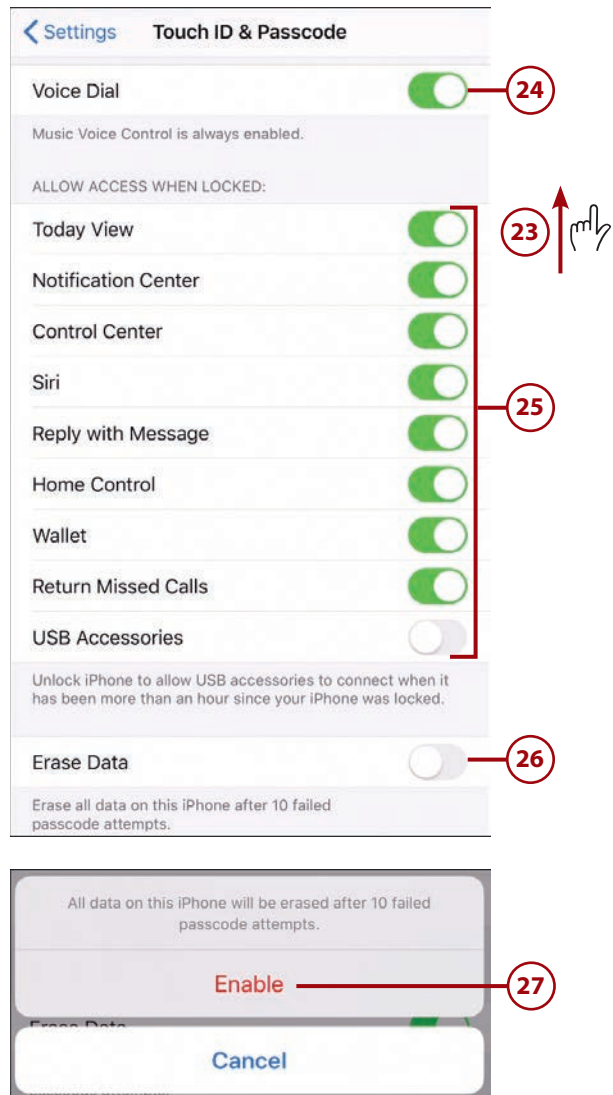 Settings Touch ID & Passcode
Voice Dial
24
Music Voice Control is always enabled.
ALLOW ACCESS WHEN LOCKED:
Today View
23
Notification Center
Control Center
Siri
25
Reply with Message
Home Control
Wallet
Return Missed Calls
USB Accessories
Unlock iPhone to allow USB accessories to connect when it
has been more than an hour since your iPhone was locked.
Erase Data
26
Erase all data on this iPhone after 10 failed
passcode attempts.
All data on this iPhone will be erased after 10 failed
passcode attempts.
Enable
27
Erase Data
Cancel